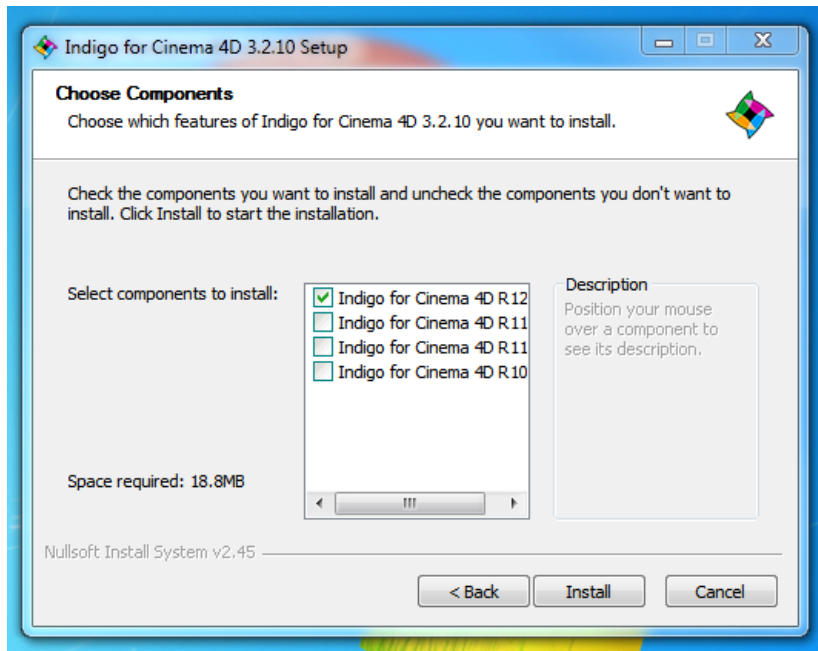 Indigo for Cinema 4D 3.2.10 Setup
Choose Components
Choose which features of Indigo for Cinema 4D 3.2.10 you want to install.
Check the components you want to install and uncheck the components you don't want to
install. Click Install to start the installation.
Select components to install:
Indigo for Cinema 4D R12
Indigo for Cinema 4D R11
Indigo for Cinema 4D R11
Indigo for Cinema 4D R10
Description
Position your mouse
over a component to
see its description.
Space required: 18.8MB
Nullsoft Install System v2.45
< Back
Install
Cancel